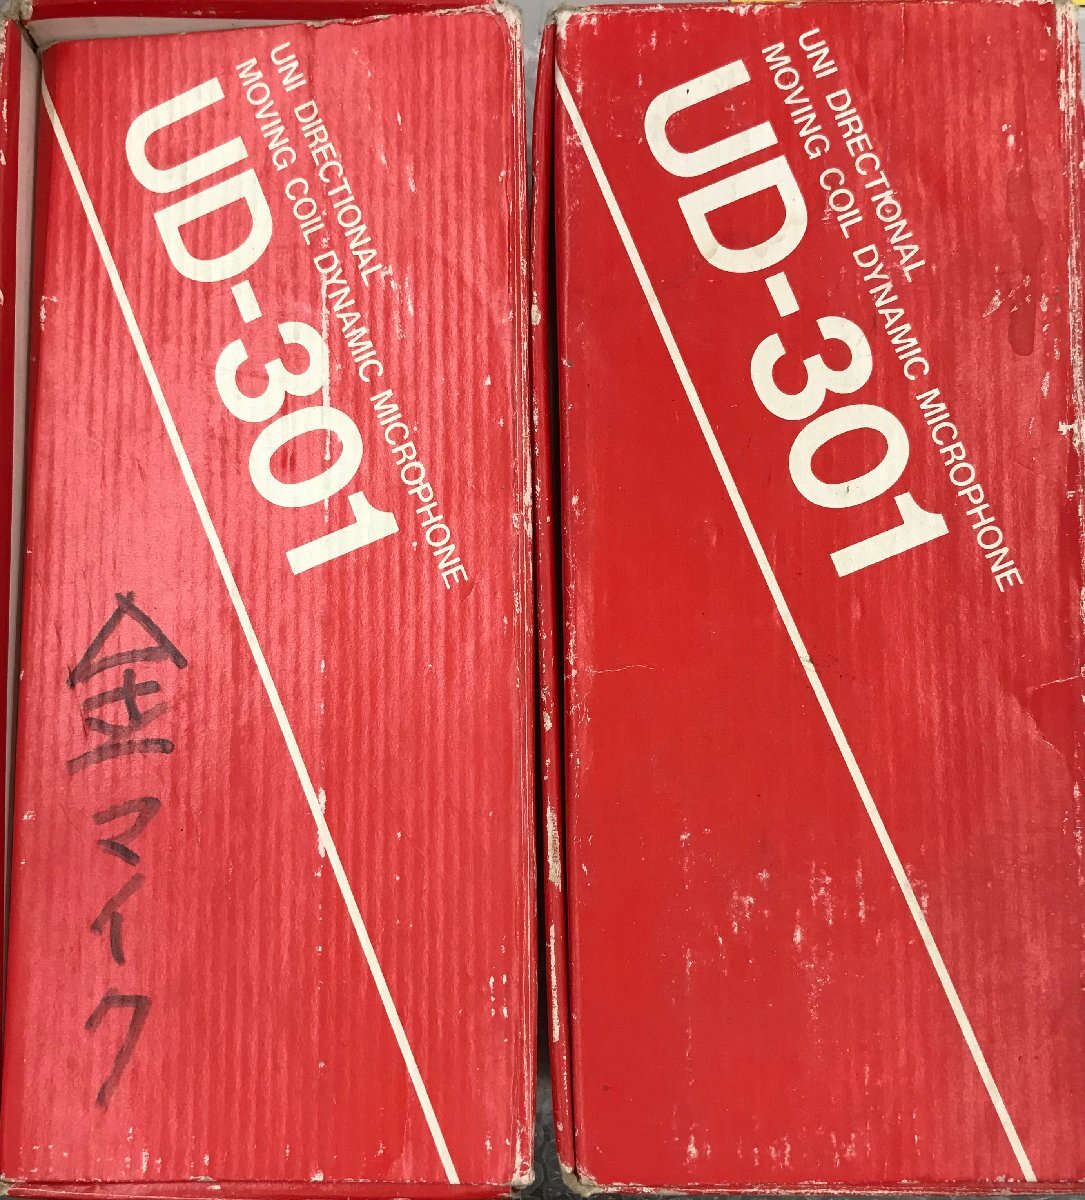 UNI DIRECTIONAL
MOVING COIL DYNAMIC MICROPHONE
UD-301
マイク
UNI DIRECTIONAL
MOVING COIL DYNAMIC MICROPHONE
UD-301